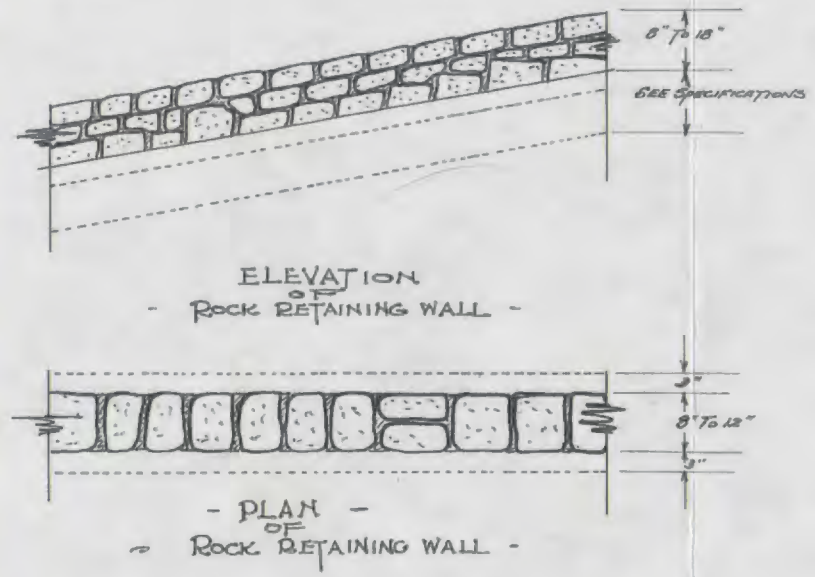 8" To 18"
SEE SPECIFICATIONS
ELEVATION
OF
- ROCK RETAINING WALL -
3"
8" To 12"
3"
- PLAN -
OF
- ROCK RETAINING WALL -